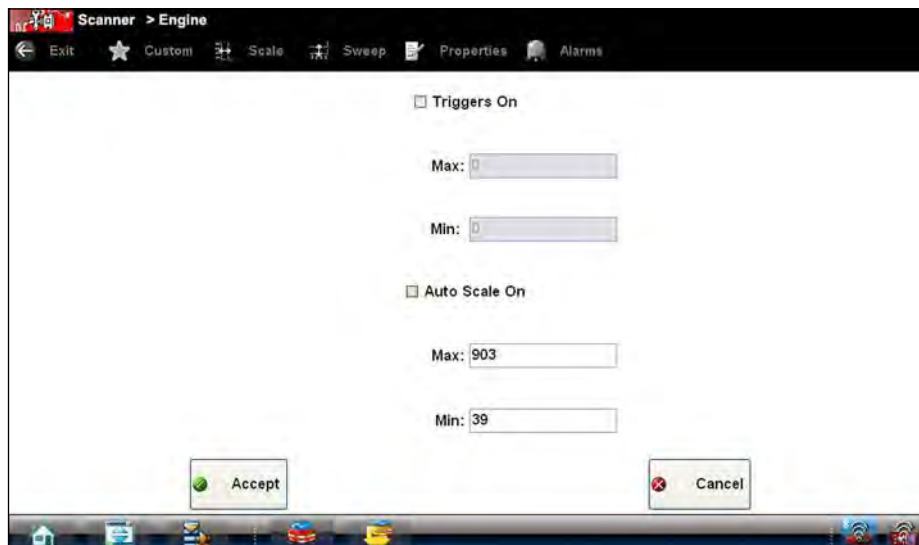 Scanner > Engine
Exit Custom Scale Sweep Properties Alarms
Triggers On
Max: 0
Min: 0
Auto Scale On
Max: 903
Min: 39
Accept Cancel